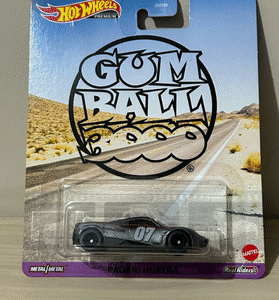 Hot Wheels
PREMIUM
GUM
BALL
3000
®
07
PAGANI HUAYRA
METAL/METAL
Real Riders
MATTEL